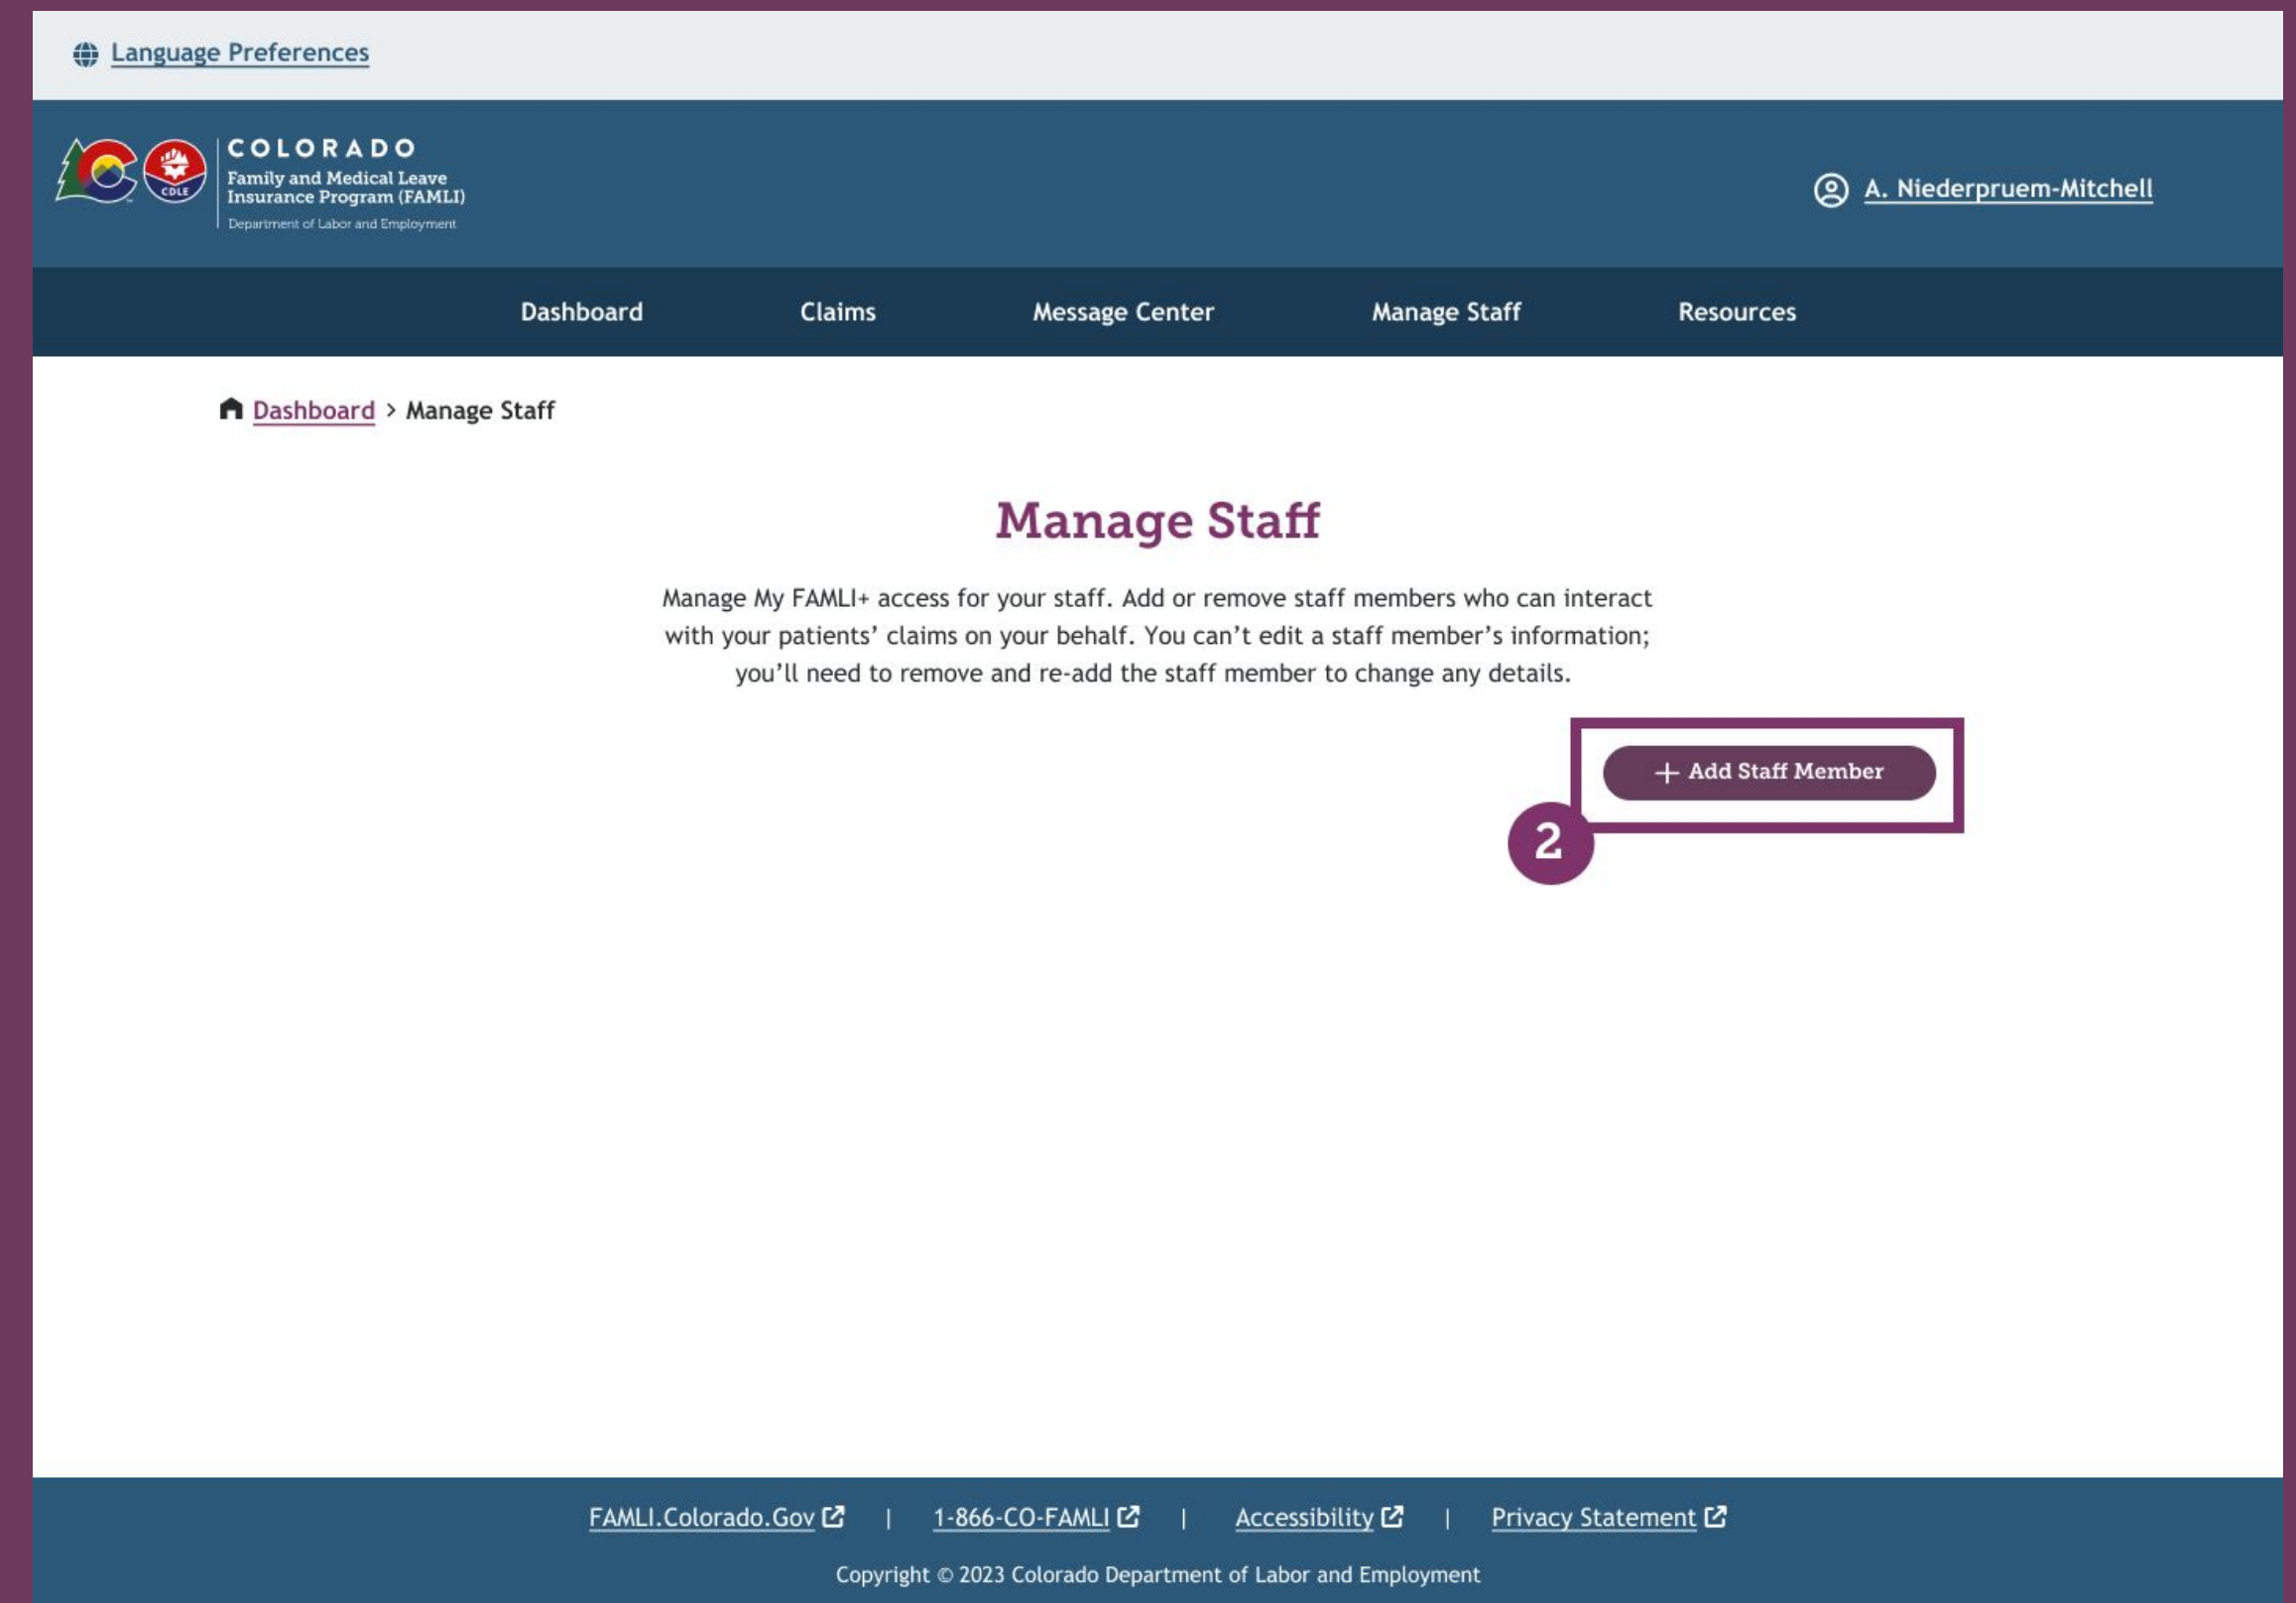 Language Preferences
CDLE
COLORADO
Family and Medical Leave
Insurance Program (FAMLI)
Department of Labor and Employment
A. Niederpruem-Mitchell
Dashboard Claims Message Center Manage Staff Resources
Dashboard > Manage Staff
Manage Staff
Manage My FAMLI+ access for your staff. Add or remove staff members who can interact
with your patients’ claims on your behalf. You can’t edit a staff member’s information;
you’ll need to remove and re-add the staff member to change any details.
+ Add Staff Member
2
FAMLI.Colorado.Gov | 1-866-CO-FAMLI | Accessibility | Privacy Statement
Copyright © 2023 Colorado Department of Labor and Employment